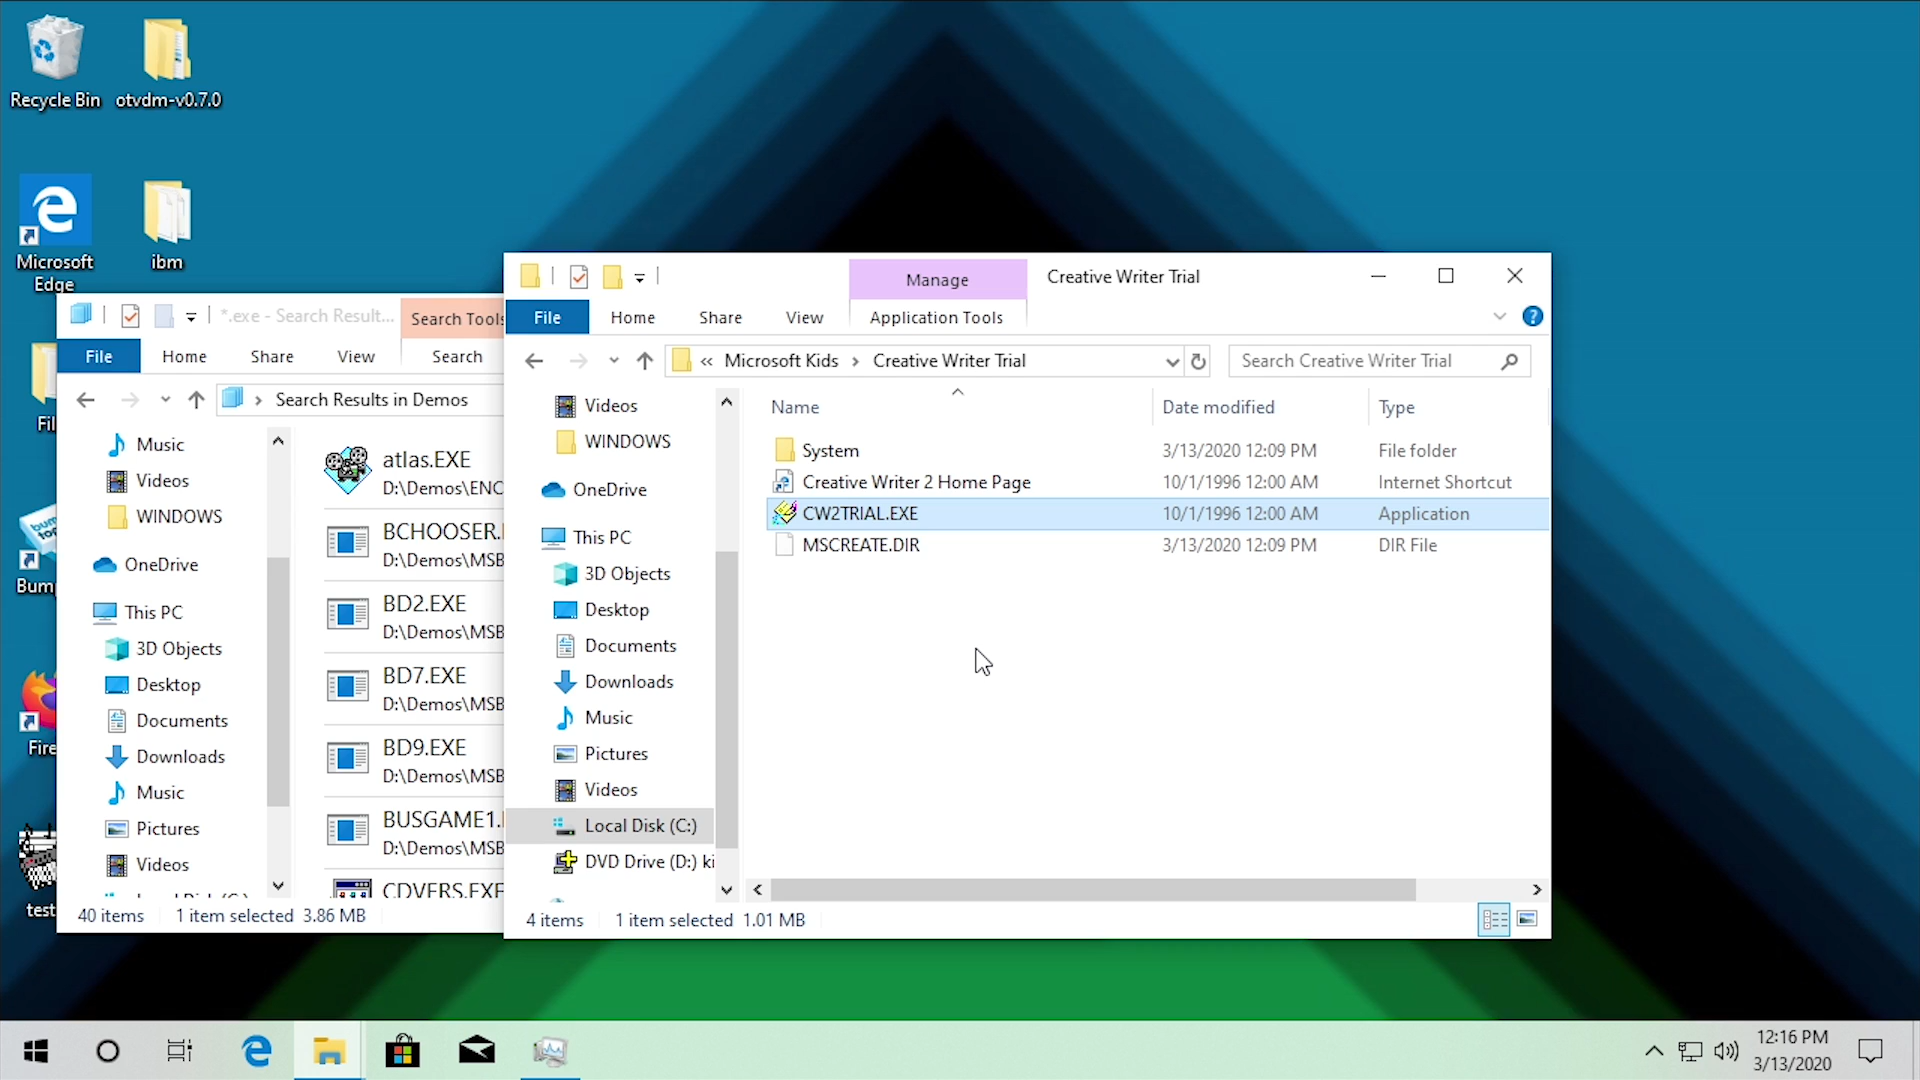 Recycle Bin
otvdm-v0.7.0
Microsoft
Edge
ibm
Fil
Bump
Fire
test
*.exe - Search Result...
Search Tools
File
Home
Share
View
Search
Search Results in Demos
Music
Videos
WINDOWS
OneDrive
This PC
3D Objects
Desktop
Documents
Downloads
Music
Pictures
Videos
atlas.EXE
D:\Demos\ENC
BCHOOSER.
D:\Demos\MSB
BD2.EXE
D:\Demos\MSB
BD7.EXE
D:\Demos\MSB
BD9.EXE
D:\Demos\MSB
BUSGAME1.
D:\Demos\MSB
CDVERS.EXE
40 items
1 item selected 3.86 MB
Manage
Creative Writer Trial
File
Home
Share
View
Application Tools
« Microsoft Kids › Creative Writer Trial
Search Creative Writer Trial
Videos
WINDOWS
OneDrive
This PC
3D Objects
Desktop
Documents
Downloads
Music
Pictures
Videos
Local Disk (C:)
DVD Drive (D:) ki
Name Date modified Type
System 3/13/2020 12:09 PM File folder
Creative Writer 2 Home Page 10/1/1996 12:00 AM Internet Shortcut
CW2TRIAL.EXE 10/1/1996 12:00 AM Application
MSCREATE.DIR 3/13/2020 12:09 PM DIR File
4 items
1 item selected 1.01 MB
12:16 PM
3/13/2020